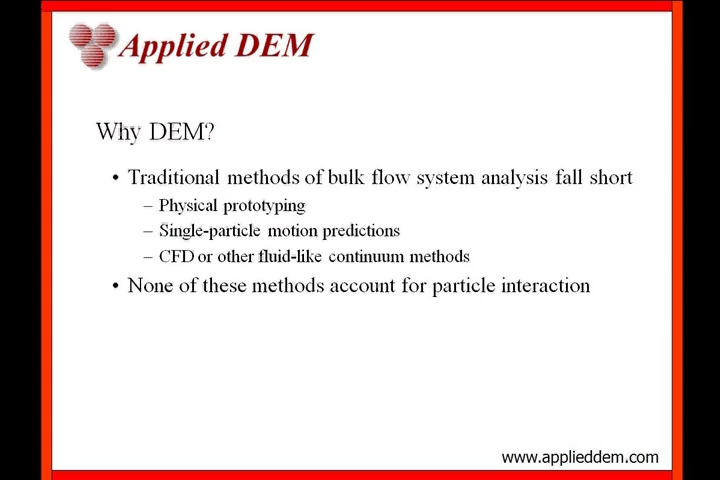 Applied DEM
Why DEM?
• Traditional methods of bulk flow system analysis fall short
– Physical prototyping
– Single-particle motion predictions
– CFD or other fluid-like continuum methods
• None of these methods account for particle interaction
www.applieddem.com